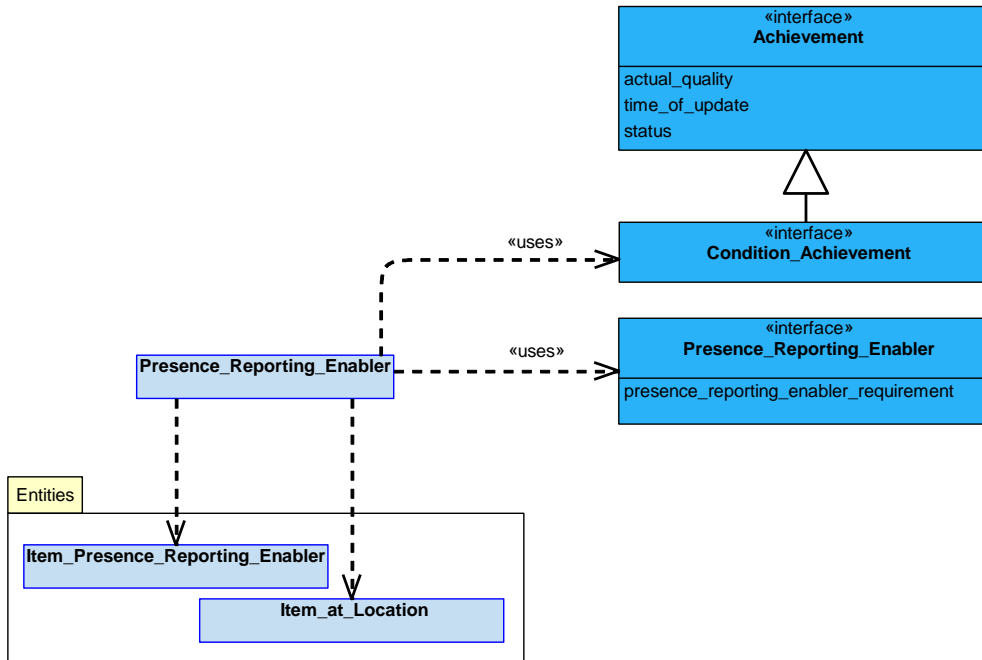 «interface»
Achievement
actual_quality
time_of_update
status
«interface»
Condition_Achievement
«uses»
«interface»
Presence_Reporting_Enabler
presence_reporting_enabler_requirement
«uses»
Presence_Reporting_Enabler
Entities
Item_Presence_Reporting_Enabler
Item_at_Location